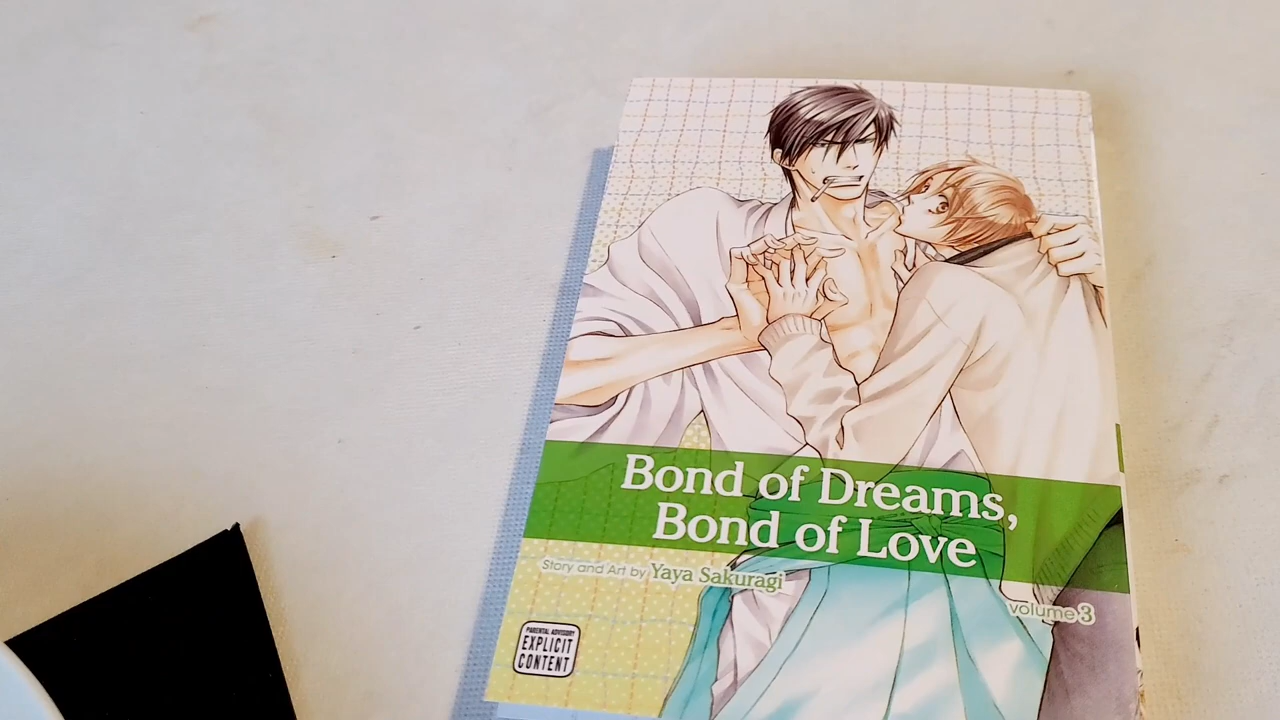 Bond of Dreams,
Bond of Love
Story and Art by Yaya Sakuragi
volume 3
PARENTAL ADVISORY
EXPLICIT
CONTENT